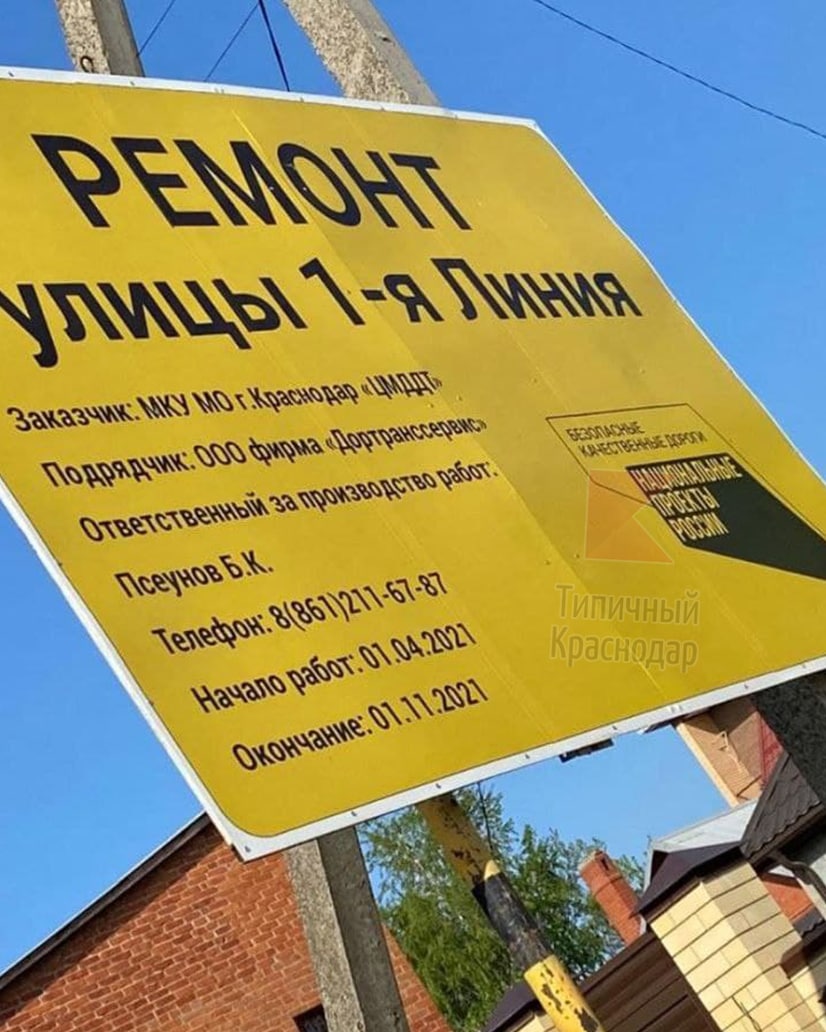 РЕМОНТ
улицы 1-я Линия
Заказчик: МКУ МО г.Краснодар «ЦМДДТ»
Подрядчик: ООО фирма «Дортранссервис»
Ответственный за производство работ:
Псеунов Б.К.
Телефон: 8(861)211-67-87
Начало работ: 01.04.2021
Окончание: 01.11.2021
БЕЗОПАСНЫЕ
КАЧЕСТВЕННЫЕ ДОРОГИ
НАЦИОНАЛЬНЫЕ
ПРОЕКТЫ
РОССИИ
Типичный
Краснодар